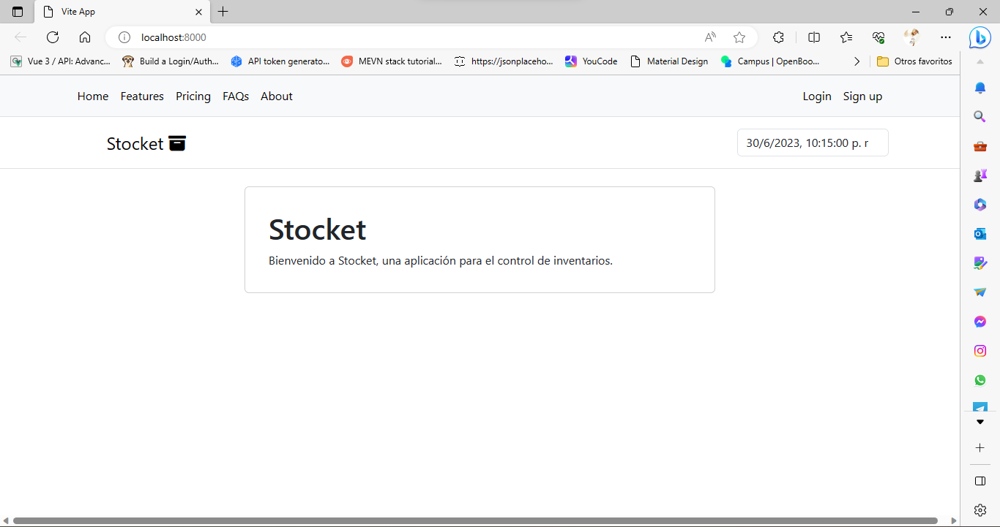 Vite App
localhost:8000
Vue 3 / API: Advanc... Build a Login/Auth... API token generato... MEVN stack tutorial... https://jsonplaceho... YouCode Material Design Campus | OpenBoo... Otros favoritos
Home Features Pricing FAQs About Login Sign up
Stocket 30/6/2023, 10:15:00 p. r
Stocket
Bienvenido a Stocket, una aplicación para el control de inventarios.